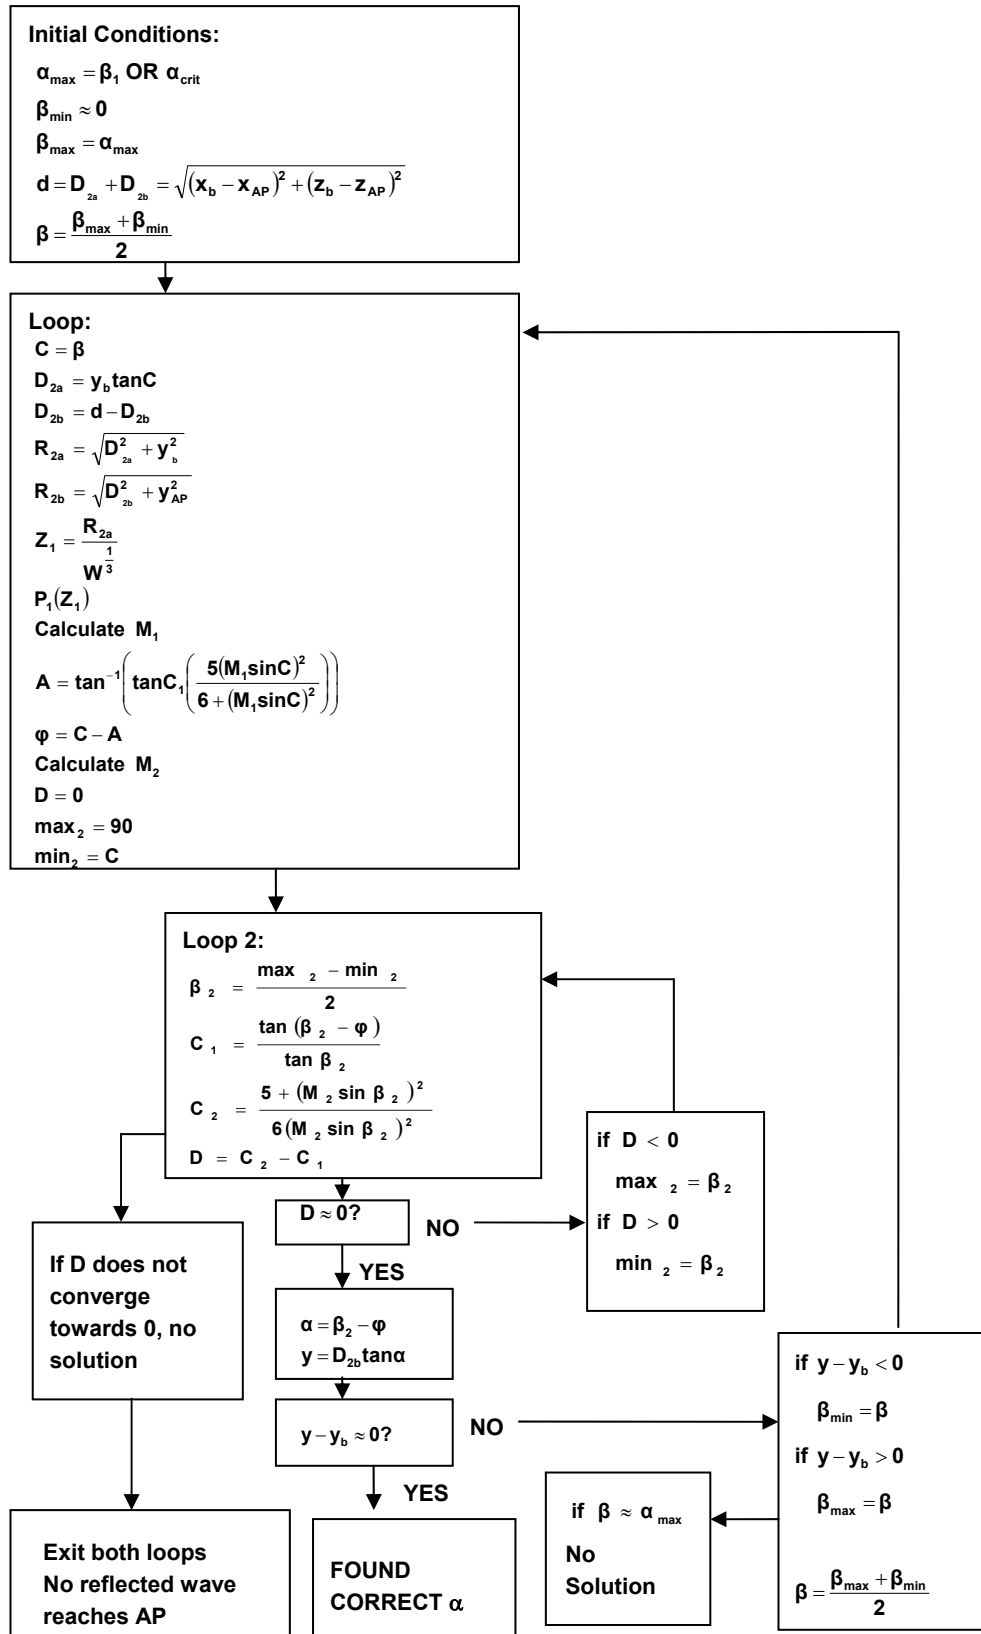 Initial Conditions:
α_max = β_1 OR α_crit
β_min ≈ 0
β_max = α_max
d = D_2a + D_2b = √((x_b − x_AP)² + (z_b − z_AP)²)
β = (β_max + β_min)/2
Loop:
C = β
D_2a = y_b tanC
D_2b = d − D_2b
R_2a = √(D_2a² + y_b²)
R_2b = √(D_2b² + y_AP²)
Z_1 = R_2a / W^(1/3)
P_1(Z_1)
Calculate M_1
A = tan⁻¹(tanC_1(5(M_1sinC)² / (6 + (M_1sinC)²)))
φ = C − A
Calculate M_2
D = 0
max_2 = 90
min_2 = C
Loop 2:
β_2 = (max_2 − min_2)/2
C_1 = tan(β_2 − φ) / tan β_2
C_2 = (5 + (M_2 sin β_2)²) / (6(M_2 sin β_2)²)
D = C_2 − C_1
D ≈ 0?
NO
if D < 0
max_2 = β_2
if D > 0
min_2 = β_2
If D does not
converge
towards 0, no
solution
YES
α = β_2 − φ
y = D_2b tanα
y − y_b ≈ 0?
NO
if y − y_b < 0
β_min = β
if y − y_b > 0
β_max = β
β = (β_max + β_min)/2
if β ≈ α_max
No
Solution
YES
Exit both loops
No reflected wave
reaches AP
FOUND
CORRECT α